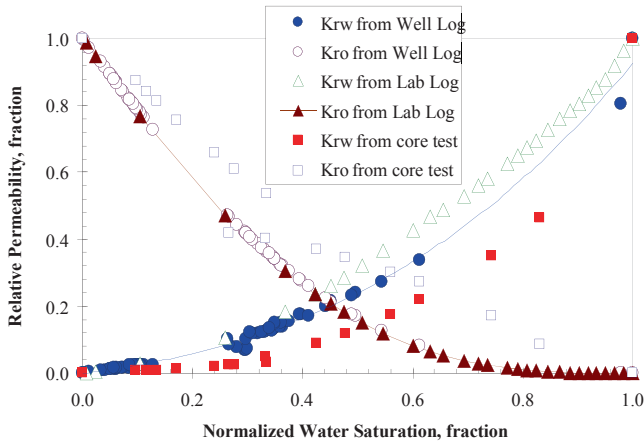 Krw from Well Log
Kro from Well Log
Krw from Lab Log
Kro from Lab Log
Krw from core test
Kro from core test
Relative Permeability, fraction
1.0
0.8
0.6
0.4
0.2
0.0
0.0 0.2 0.4 0.6 0.8 1.0
Normalized Water Saturation, fraction